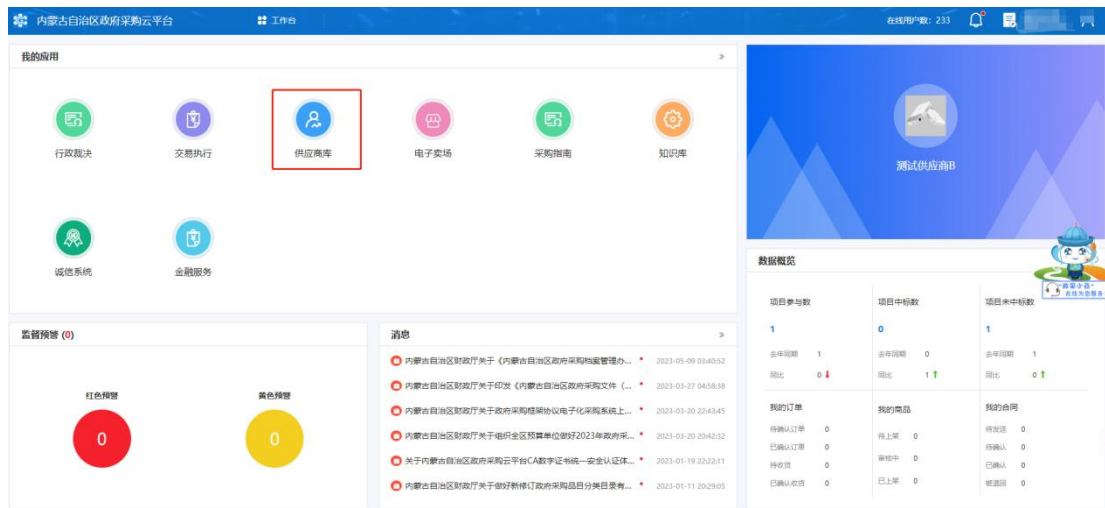 内蒙古自治区政府采购云平台
工作台
在线用户数: 233
我的应用
»
行政裁决
交易执行
供应商库
电子卖场
采购指南
知识库
诚信系统
金融服务
测试供应商B
数据概览
在线为您服务
项目参与数
项目中标数
项目未中标数
1
0
1
去年同期 1
去年同期 0
去年同期 1
同比 0
同比 1
同比 0
我的订单
我的商品
我的合同
待确认订单 0
已确认订单 0
待收货 0
已确认收货 0
待上架 0
审核中 0
已上架 0
待发送 0
待确认 0
已确认 0
被退回 0
监督预警 (0)
红色预警
黄色预警
0
0
消息
»
内蒙古自治区财政厅关于《内蒙古自治区政府采购档案管理办... 2023-05-09 03:40:52
内蒙古自治区财政厅关于印发《内蒙古自治区政府采购文件（... 2023-03-27 04:58:38
内蒙古自治区财政厅关于政府采购框架协议电子化采购系统上... 2023-03-20 22:43:45
内蒙古自治区财政厅关于组织全区预算单位做好2023年政府采... 2023-03-20 20:42:32
关于内蒙古自治区政府采购云平台CA数字证书统一安全认证体... 2023-01-19 22:22:11
内蒙古自治区财政厅关于做好新修订政府采购品目分类目录有... 2023-01-11 20:29:05